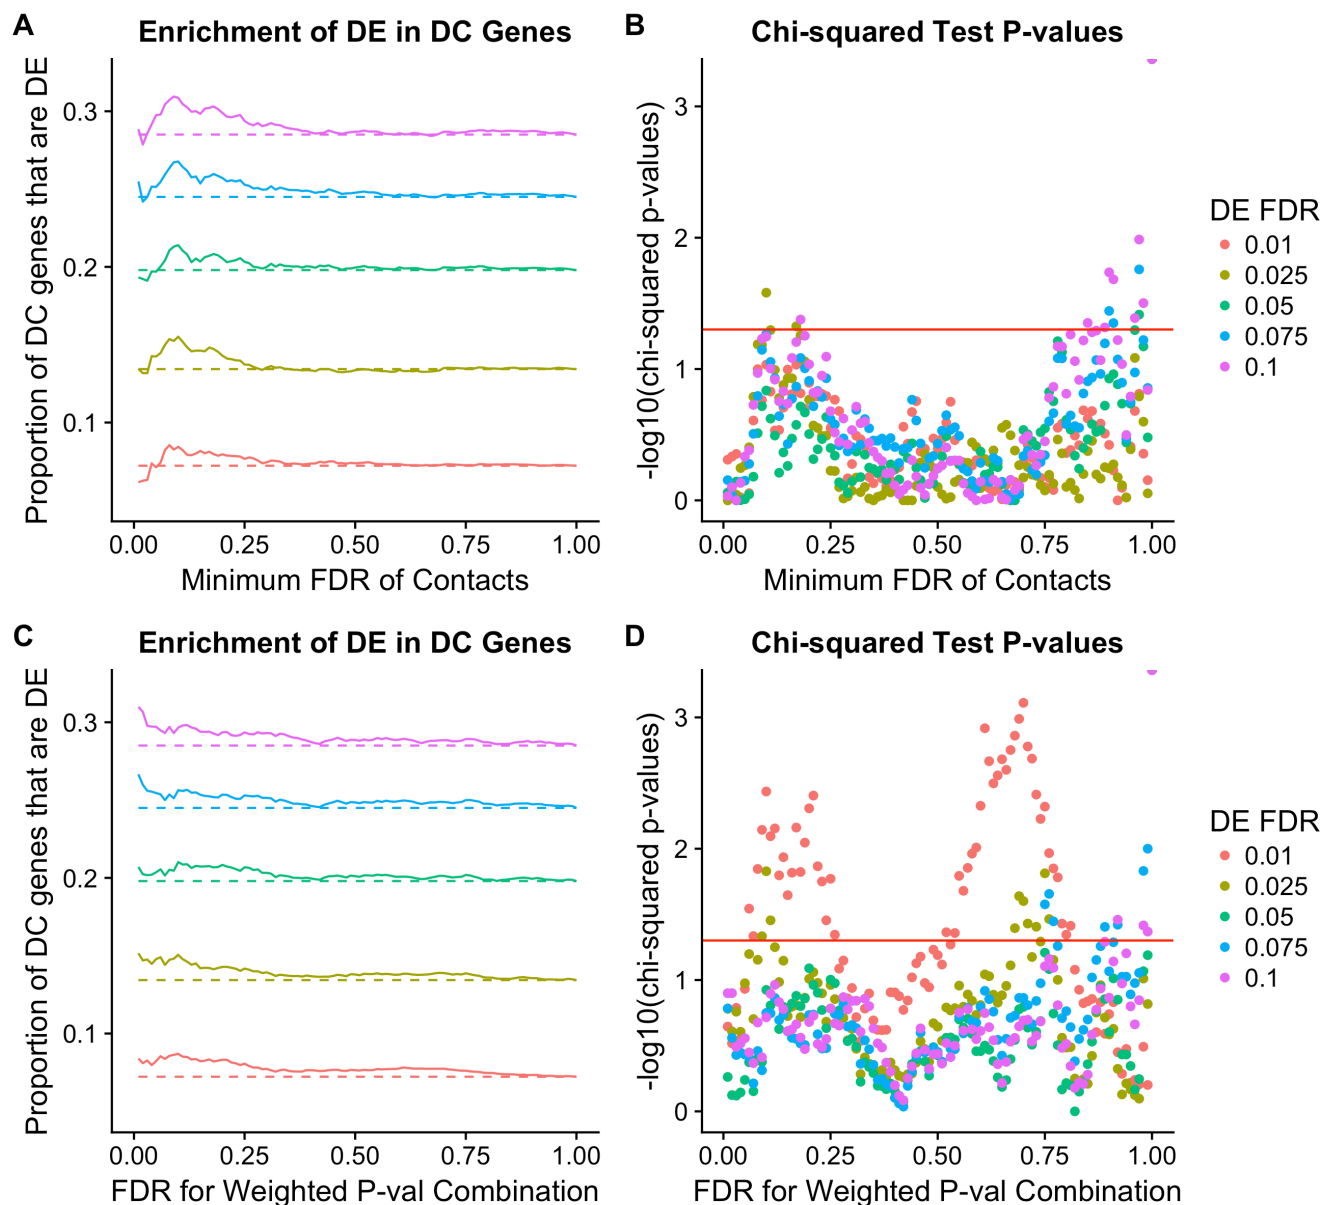 A
Enrichment of DE in DC Genes
Proportion of DC genes that are DE
0.3
0.2
0.1
0.00 0.25 0.50 0.75 1.00
Minimum FDR of Contacts
B
Chi-squared Test P-values
-log10(chi-squared p-values)
3
2
1
0
0.00 0.25 0.50 0.75 1.00
Minimum FDR of Contacts
DE FDR
0.01
0.025
0.05
0.075
0.1
C
Enrichment of DE in DC Genes
Proportion of DC genes that are DE
0.3
0.2
0.1
0.00 0.25 0.50 0.75 1.00
FDR for Weighted P-val Combination
D
Chi-squared Test P-values
-log10(chi-squared p-values)
3
2
1
0
0.00 0.25 0.50 0.75 1.00
FDR for Weighted P-val Combination
DE FDR
0.01
0.025
0.05
0.075
0.1